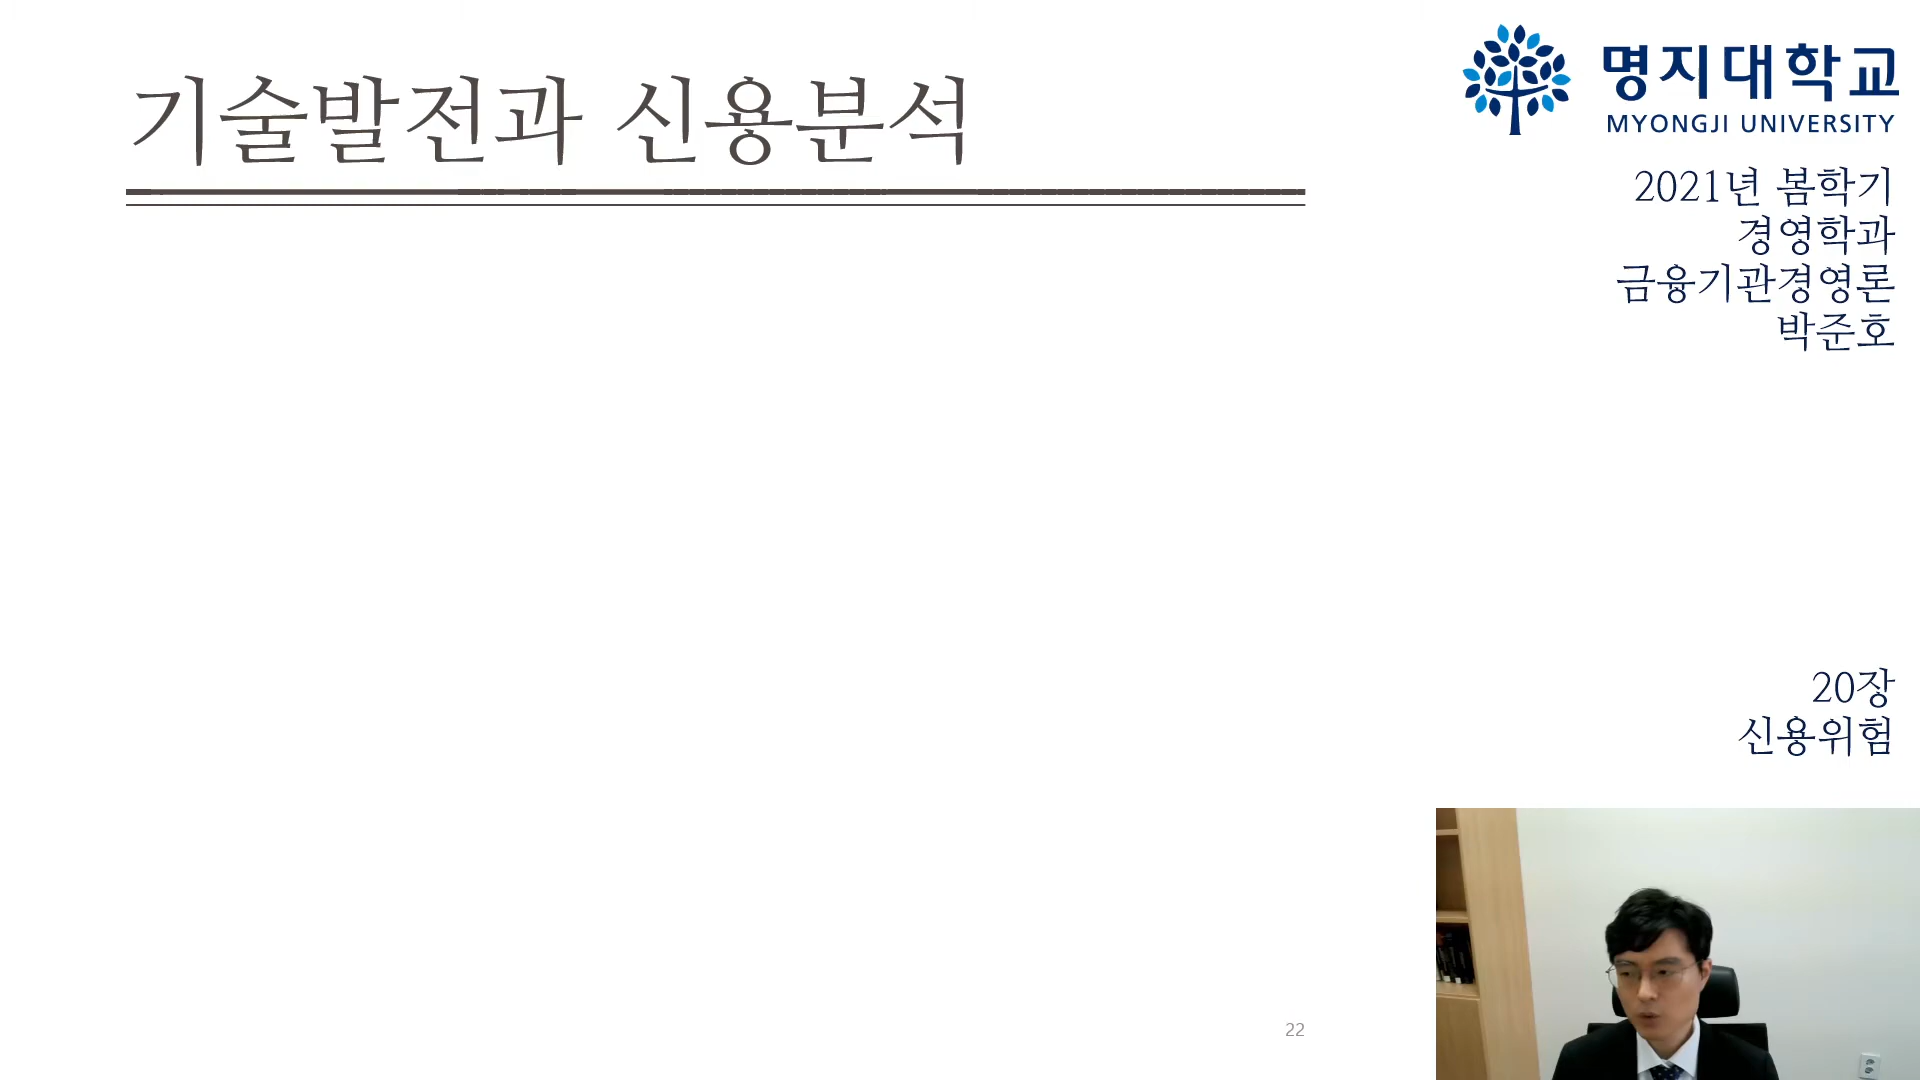 기술발전과 신용분석
명지대학교
MYONGJI UNIVERSITY
2021년 봄학기
경영학과
금융기관경영론
박준호
20장
신용위험
22